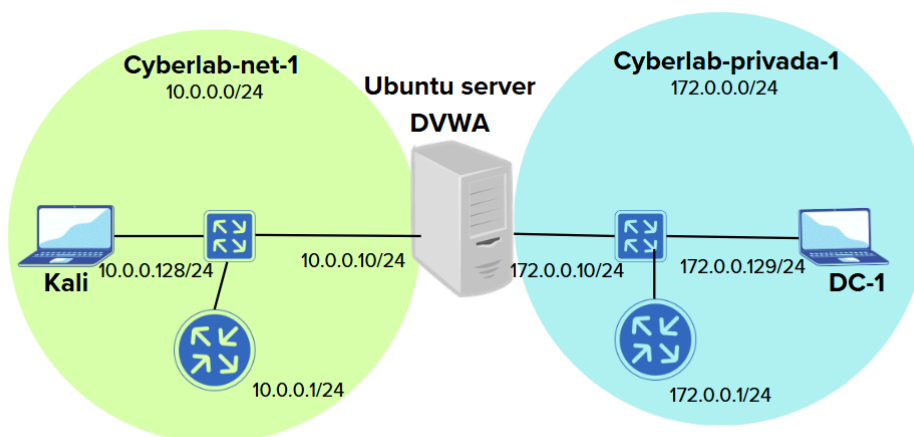 Cyberlab-net-1
10.0.0.0/24
Ubuntu server
DVWA
Cyberlab-privada-1
172.0.0.0/24
Kali
10.0.0.128/24
10.0.0.10/24
172.0.0.10/24
172.0.0.129/24
DC-1
10.0.0.1/24
172.0.0.1/24